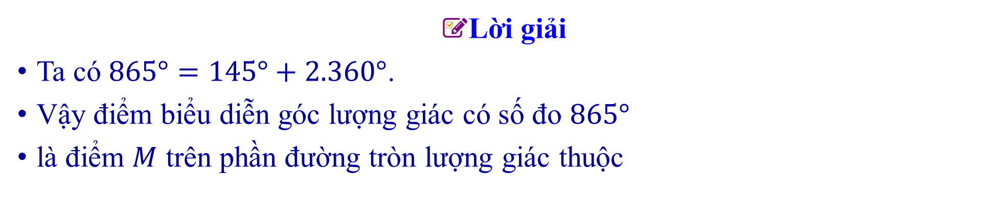 Lời giải
• Ta có 865° = 145° + 2.360°.
• Vậy điểm biểu diễn góc lượng giác có số đo 865°
• là điểm M trên phần đường tròn lượng giác thuộc